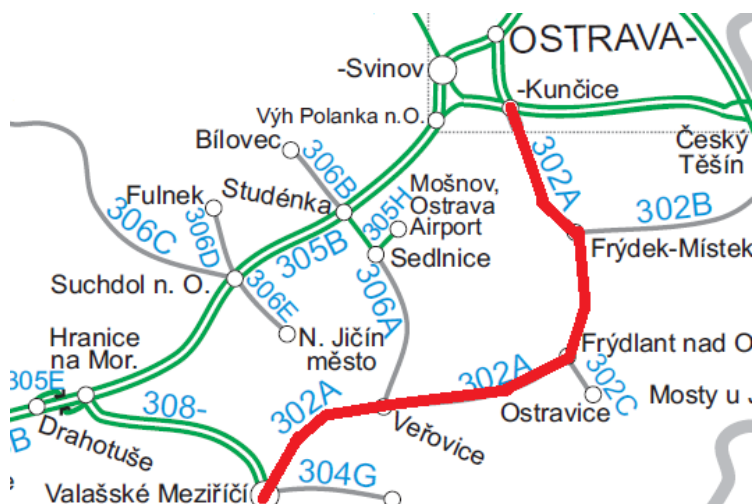 OSTRAVA-
-Svinov
-Kunčice
Výh Polanka n.O.
Český
Těšín
Bílovec
306B
302A
Mošnov,
Ostrava
Airport
Fulnek
Studénka
305H
302B
306C
306D
305B
Sedlnice
Frýdek-Místek
Suchdol n. O.
306E
306A
N. Jičín
město
Hranice
na Mor.
Frýdlant nad O
305E
308-
302A
302A
302C
Mosty u J
Ostravice
Drahotuše
Veřovice
B
304G
Valašské Meziříčí
e